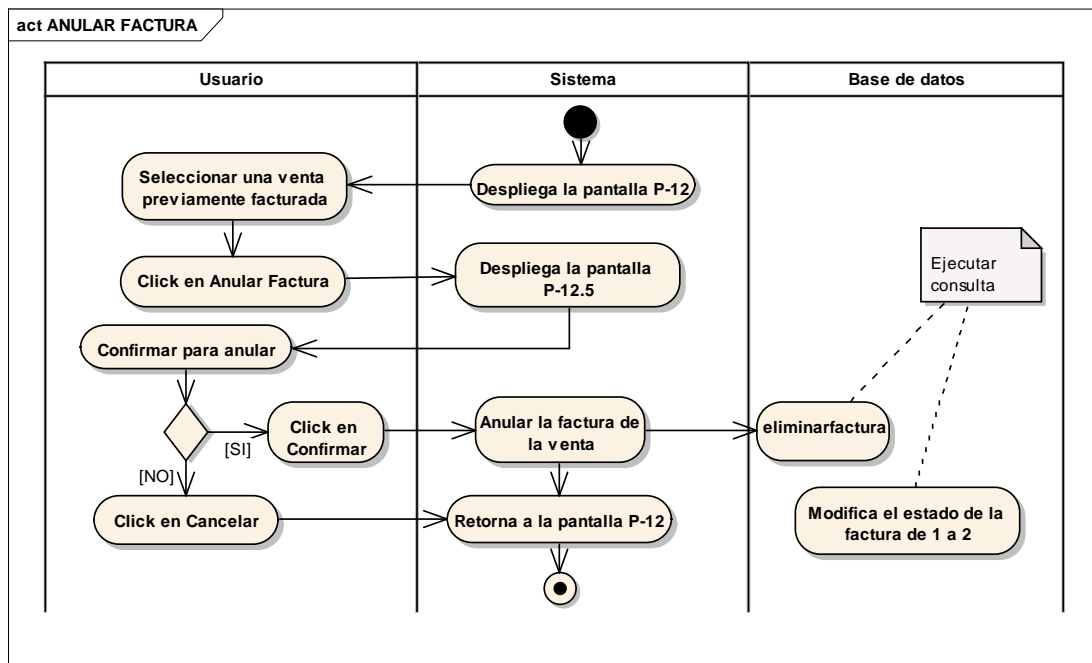 act ANULAR FACTURA
Usuario
Sistema
Base de datos
Despliega la pantalla P-12
Seleccionar una venta
previamente facturada
Click en Anular Factura
Despliega la pantalla
P-12.5
Ejecutar
consulta
Confirmar para anular
[SI]
Click en
Confirmar
Anular la factura de
la venta
eliminarfactura
[NO]
Click en Cancelar
Retorna a la pantalla P-12
Modifica el estado de la
factura de 1 a 2